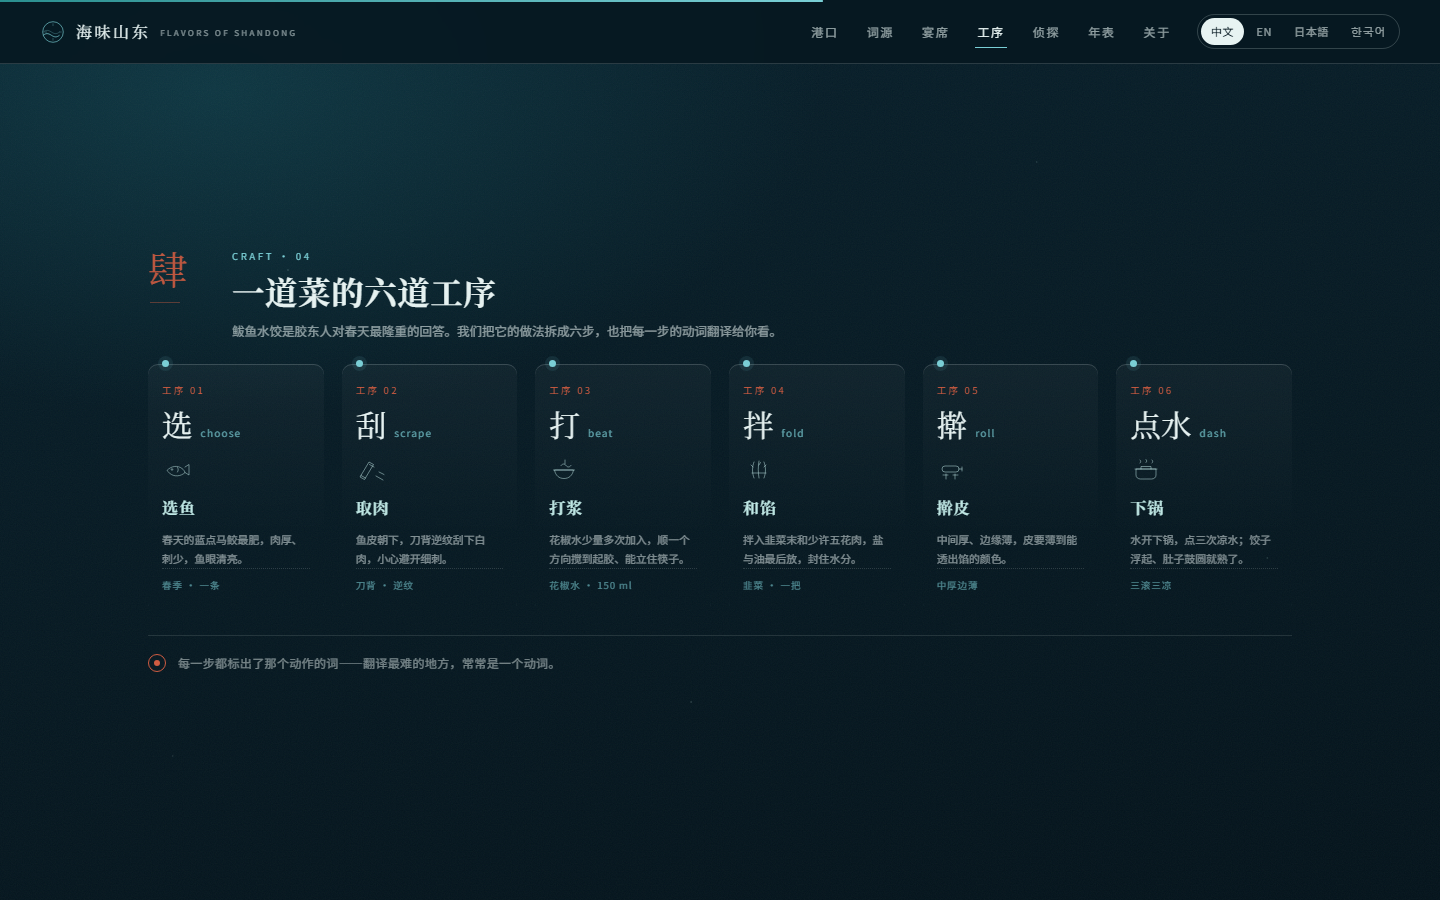 海味山东 FLAVORS OF SHANDONG
港口 词源 宴席 工序 侦探 年表 关于 中文 EN 日本語 한국어
肆
CRAFT · 04
一道菜的六道工序
鲅鱼水饺是胶东人对春天最隆重的回答。我们把它的做法拆成六步，也把每一步的动词翻译给你看。
工序 01
选 choose
选鱼
春天的蓝点马鲛最肥，肉厚、
刺少，鱼眼清亮。
春季 · 一条
工序 02
刮 scrape
取肉
鱼皮朝下，刀背逆纹刮下白
肉，小心避开细刺。
刀背 · 逆纹
工序 03
打 beat
打浆
花椒水少量多次加入，顺一个
方向搅到起胶、能立住筷子。
花椒水 · 150 ml
工序 04
拌 fold
和馅
拌入韭菜末和少许五花肉，盐
与油最后放，封住水分。
韭菜 · 一把
工序 05
擀 roll
擀皮
中间厚、边缘薄，皮要薄到能
透出馅的颜色。
中厚边薄
工序 06
点水 dash
下锅
水开下锅，点三次凉水；饺子
浮起、肚子鼓圆就熟了。
三滚三凉
每一步都标出了那个动作的词——翻译最难的地方，常常是一个动词。